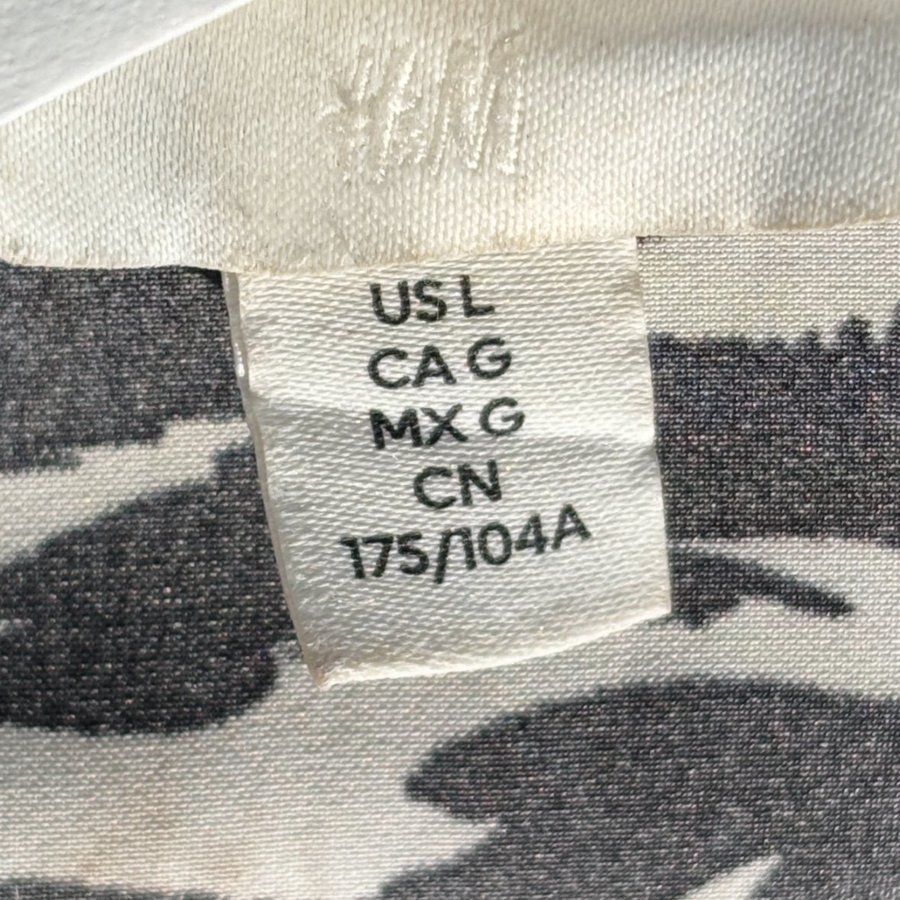 H&M
US L
CA G
MX G
CN
175/104A